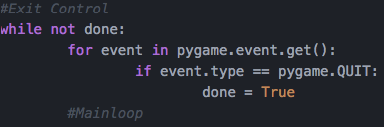 #Exit Control
while not done:
for event in pygame.event.get():
if event.type == pygame.QUIT:
done = True
#Mainloop